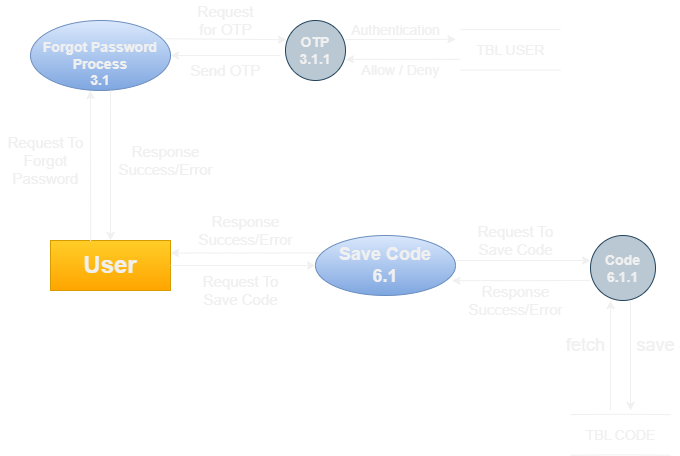 Request
for OTP
Forgot Password
Process
3.1
OTP
3.1.1
Authentication
TBL USER
Send OTP
Allow / Deny
Request To
Forgot
Password
Response
Success/Error
User
Response
Success/Error
Request To
Save Code
Save Code
6.1
Request To
Save Code
Response
Success/Error
Code
6.1.1
fetch
save
TBL CODE